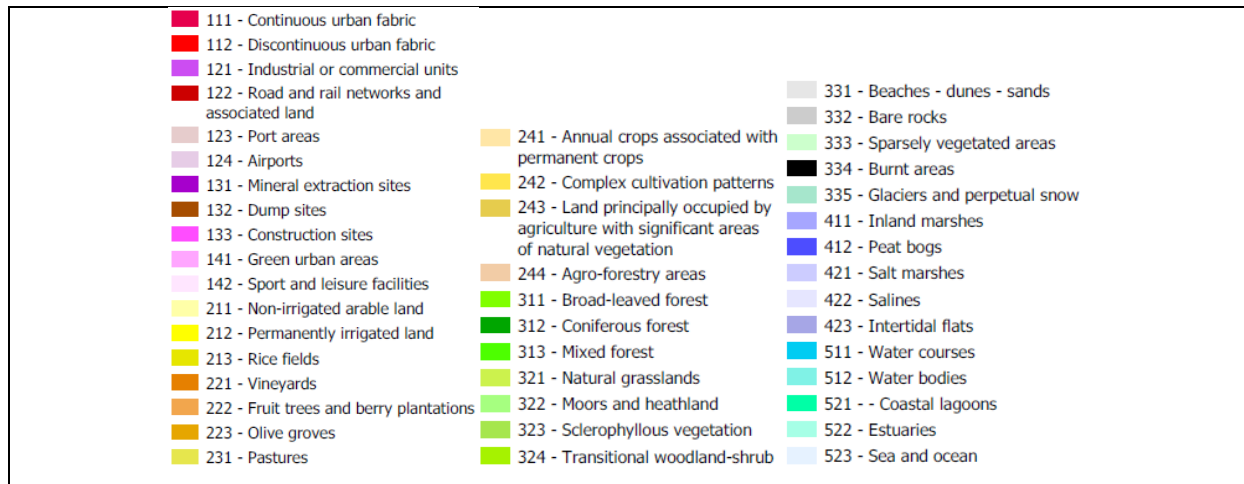 111 - Continuous urban fabric
112 - Discontinuous urban fabric
121 - Industrial or commercial units
122 - Road and rail networks and
associated land
123 - Port areas
124 - Airports
131 - Mineral extraction sites
132 - Dump sites
133 - Construction sites
141 - Green urban areas
142 - Sport and leisure facilities
211 - Non-irrigated arable land
212 - Permanently irrigated land
213 - Rice fields
221 - Vineyards
222 - Fruit trees and berry plantations
223 - Olive groves
231 - Pastures
241 - Annual crops associated with
permanent crops
242 - Complex cultivation patterns
243 - Land principally occupied by
agriculture with significant areas
of natural vegetation
244 - Agro-forestry areas
311 - Broad-leaved forest
312 - Coniferous forest
313 - Mixed forest
321 - Natural grasslands
322 - Moors and heathland
323 - Sclerophyllous vegetation
324 - Transitional woodland-shrub
331 - Beaches - dunes - sands
332 - Bare rocks
333 - Sparsely vegetated areas
334 - Burnt areas
335 - Glaciers and perpetual snow
411 - Inland marshes
412 - Peat bogs
421 - Salt marshes
422 - Salines
423 - Intertidal flats
511 - Water courses
512 - Water bodies
521 - - Coastal lagoons
522 - Estuaries
523 - Sea and ocean